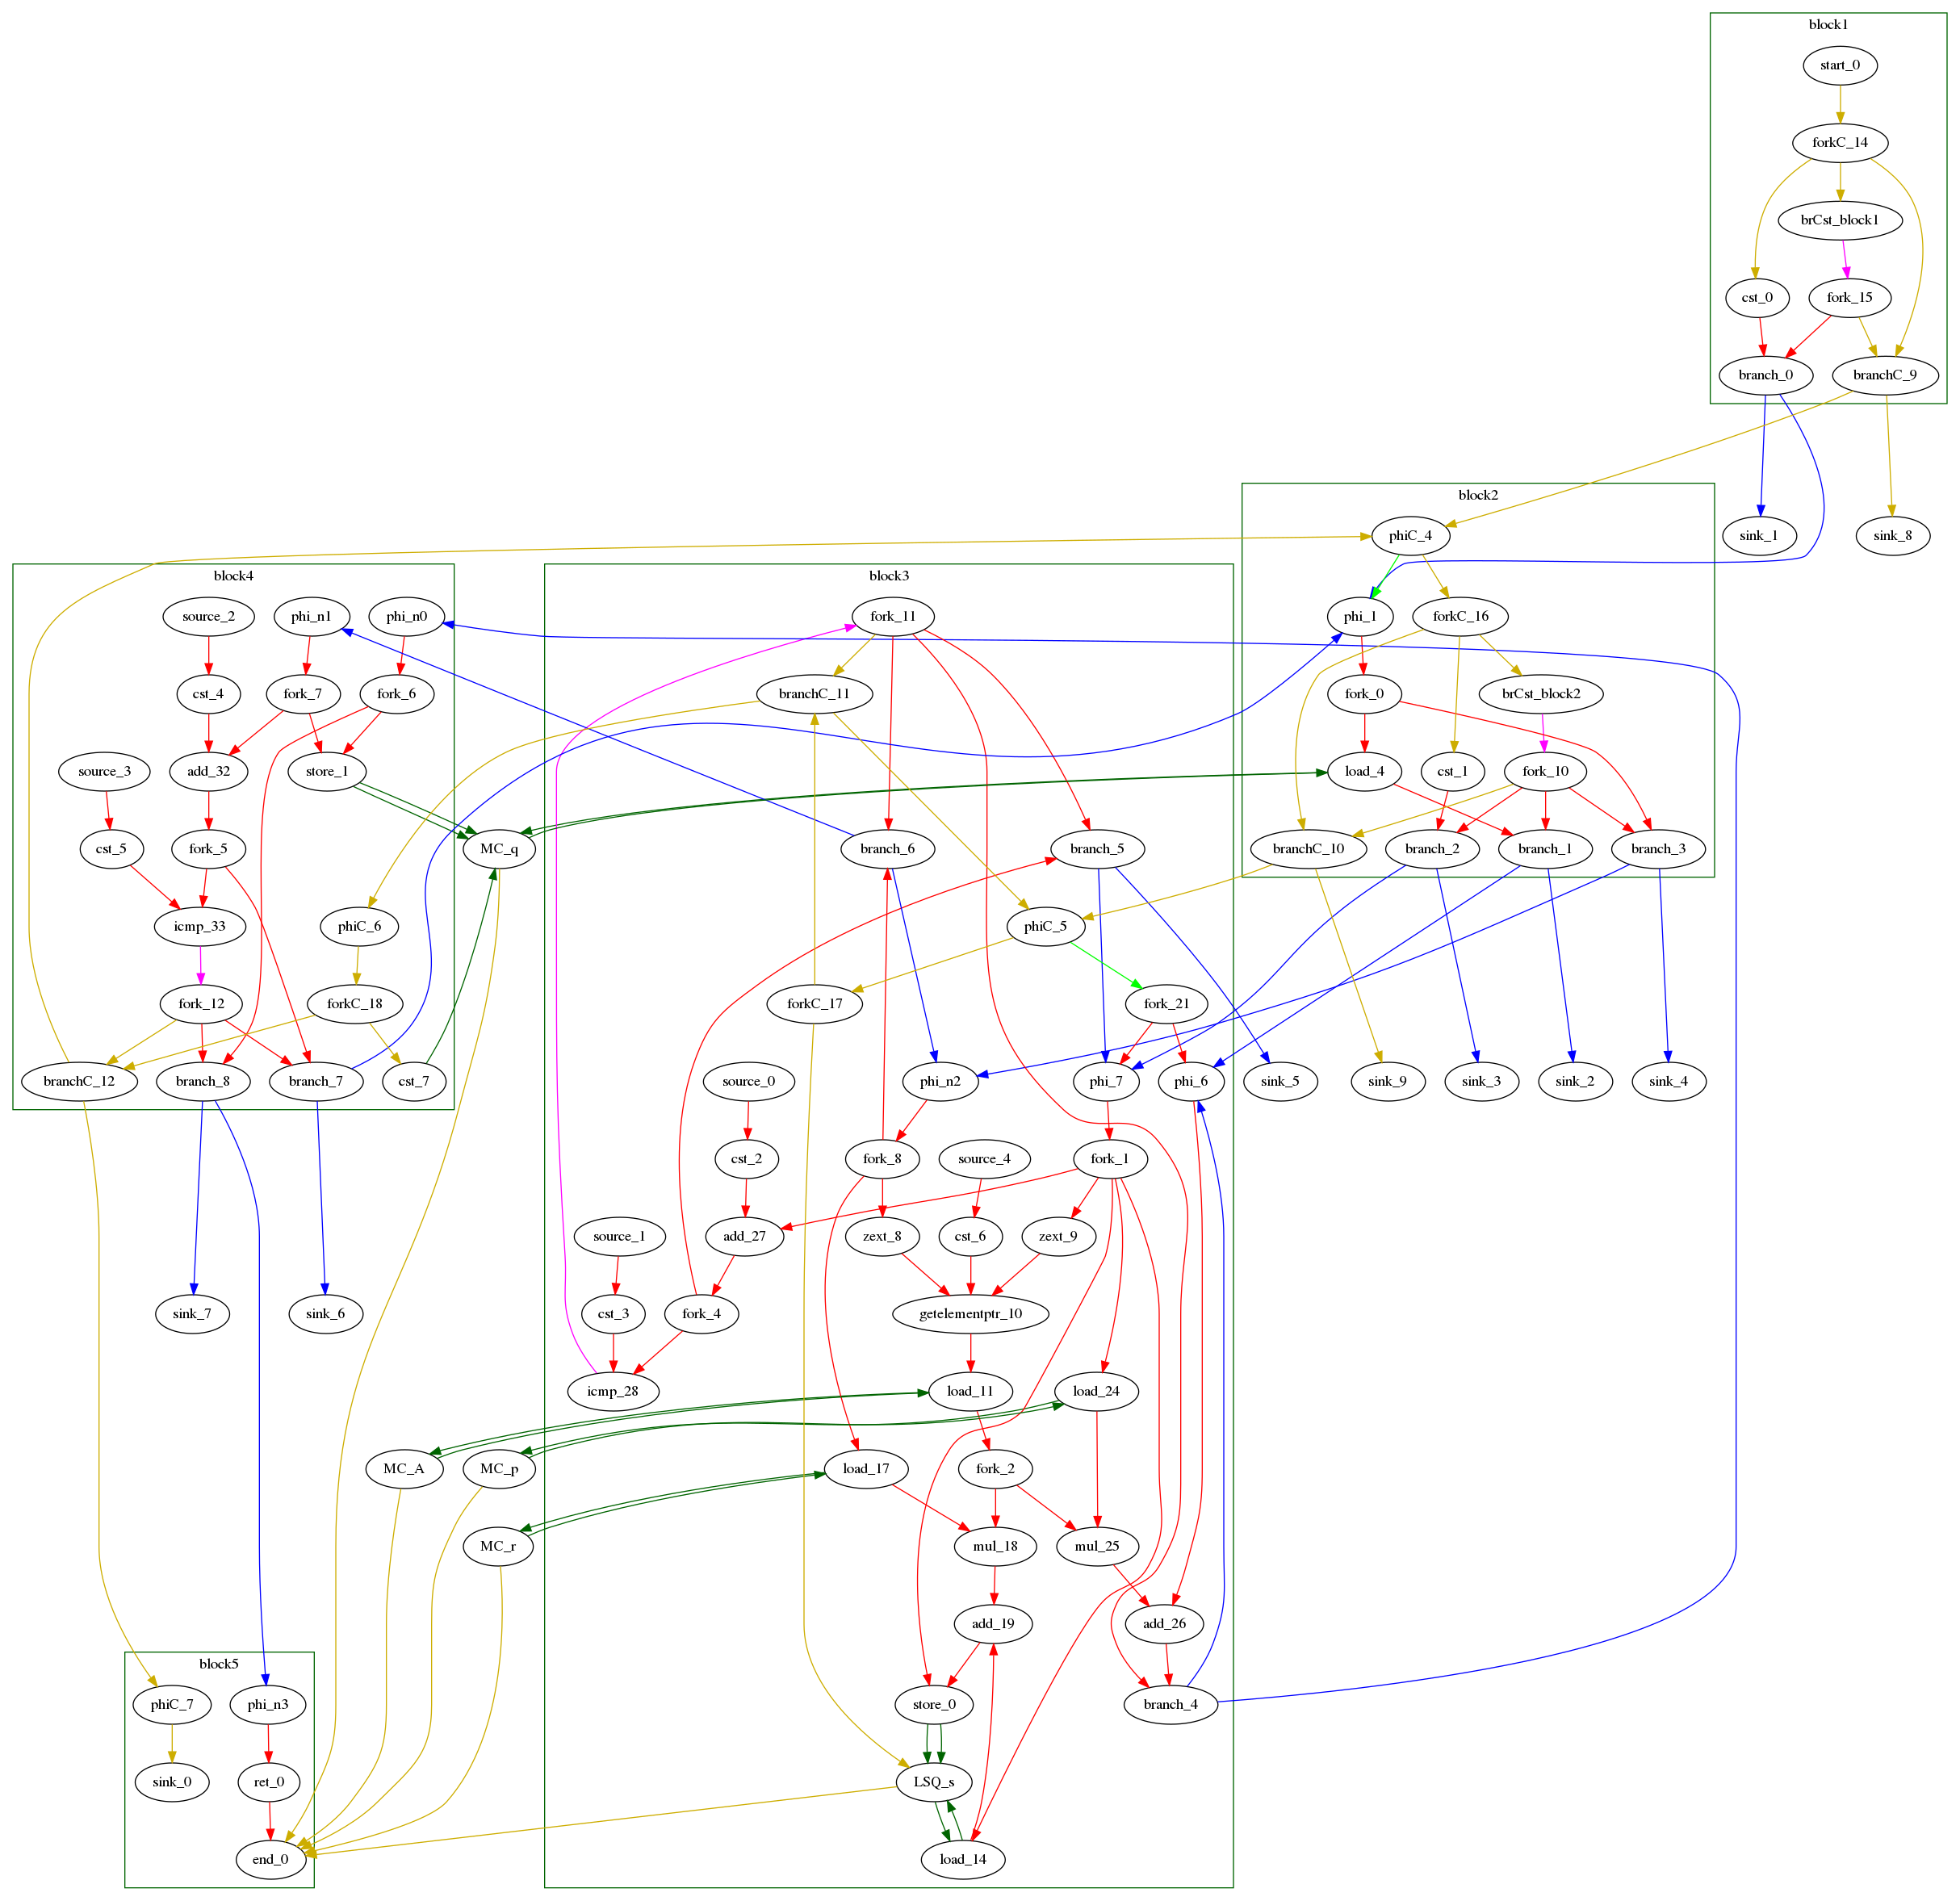 block1
start_0
forkC_14
brCst_block1
cst_0
fork_15
branch_0
branchC_9
sink_1
sink_8
block2
phiC_4
phi_1
forkC_16
fork_0
brCst_block2
load_4
cst_1
fork_10
branchC_10
branch_2
branch_1
branch_3
sink_5
sink_9
sink_3
sink_2
sink_4
block4
source_2
phi_n1
phi_n0
cst_4
fork_7
fork_6
source_3
add_32
store_1
cst_5
fork_5
MC_q
icmp_33
phiC_6
fork_12
forkC_18
branchC_12
branch_8
branch_7
cst_7
sink_7
sink_6
block3
fork_11
branchC_11
branch_6
branch_5
phiC_5
forkC_17
fork_21
source_0
phi_n2
phi_7
phi_6
cst_2
fork_8
source_4
fork_1
source_1
add_27
zext_8
cst_6
zext_9
cst_3
fork_4
getelementptr_10
icmp_28
load_11
load_24
MC_A
MC_p
load_17
fork_2
MC_r
mul_18
mul_25
add_19
add_26
store_0
branch_4
LSQ_s
load_14
block5
phiC_7
phi_n3
sink_0
ret_0
end_0